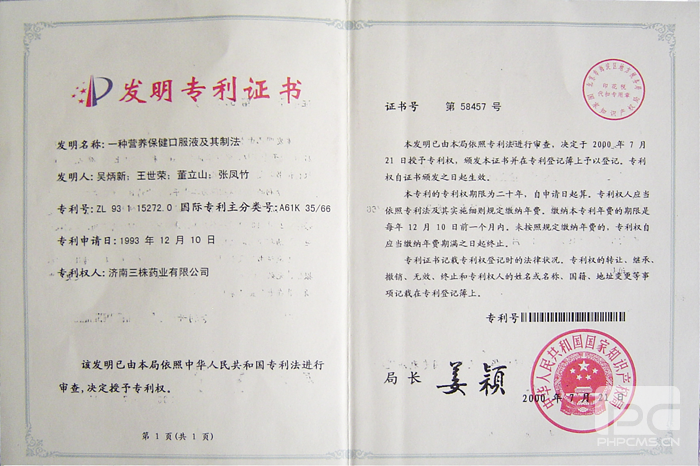 发明专利证书
发明名称:一种营养保健口服液及其制法
发明人:吴炳新;王世荣;董立山;张凤竹
专利号:ZL 93 1 15272.0 国际专利主分类号:A61K 35/66
专利申请日:1993 年 12 月 10 日
专利权人:济南三株药业有限公司
该发明已由本局依照中华人民共和国专利法进行
审查,决定授予专利权。
第 1 页(共 1 页)
证书号 第 58457 号
本发明已由本局依照专利法进行审查,决定于 2000 年 7 月
21 日授予专利权,颁发本证书并在专利登记簿上予以登记。专利
权自证书颁发之日起生效。
本专利的专利权期限为二十年,自申请日起算。专利权人应当
依照专利法及其实施细则规定缴纳年费。缴纳本专利年费的期限是
每年 12 月 10 日前一个月内。未按照规定缴纳年费的,专利权自
应当缴纳年费期满之日起终止。
专利证书记载专利权登记时的法律状况。专利权的转让、继承、
撤销、无效、终止和专利权人的姓名或名称、国籍、地址变更等事
项记载在专利登记簿上。
专利号
中华人民共和国国家知识产权局
局长 姜颖
2000 年 7 月 21
PHPCMS.CN